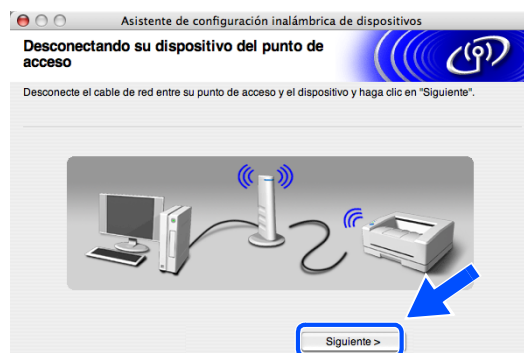 Asistente de configuración inalámbrica de dispositivos
Desconectando su dispositivo del punto de
acceso
Desconecte el cable de red entre su punto de acceso y el dispositivo y haga clic en "Siguiente".
Siguiente >